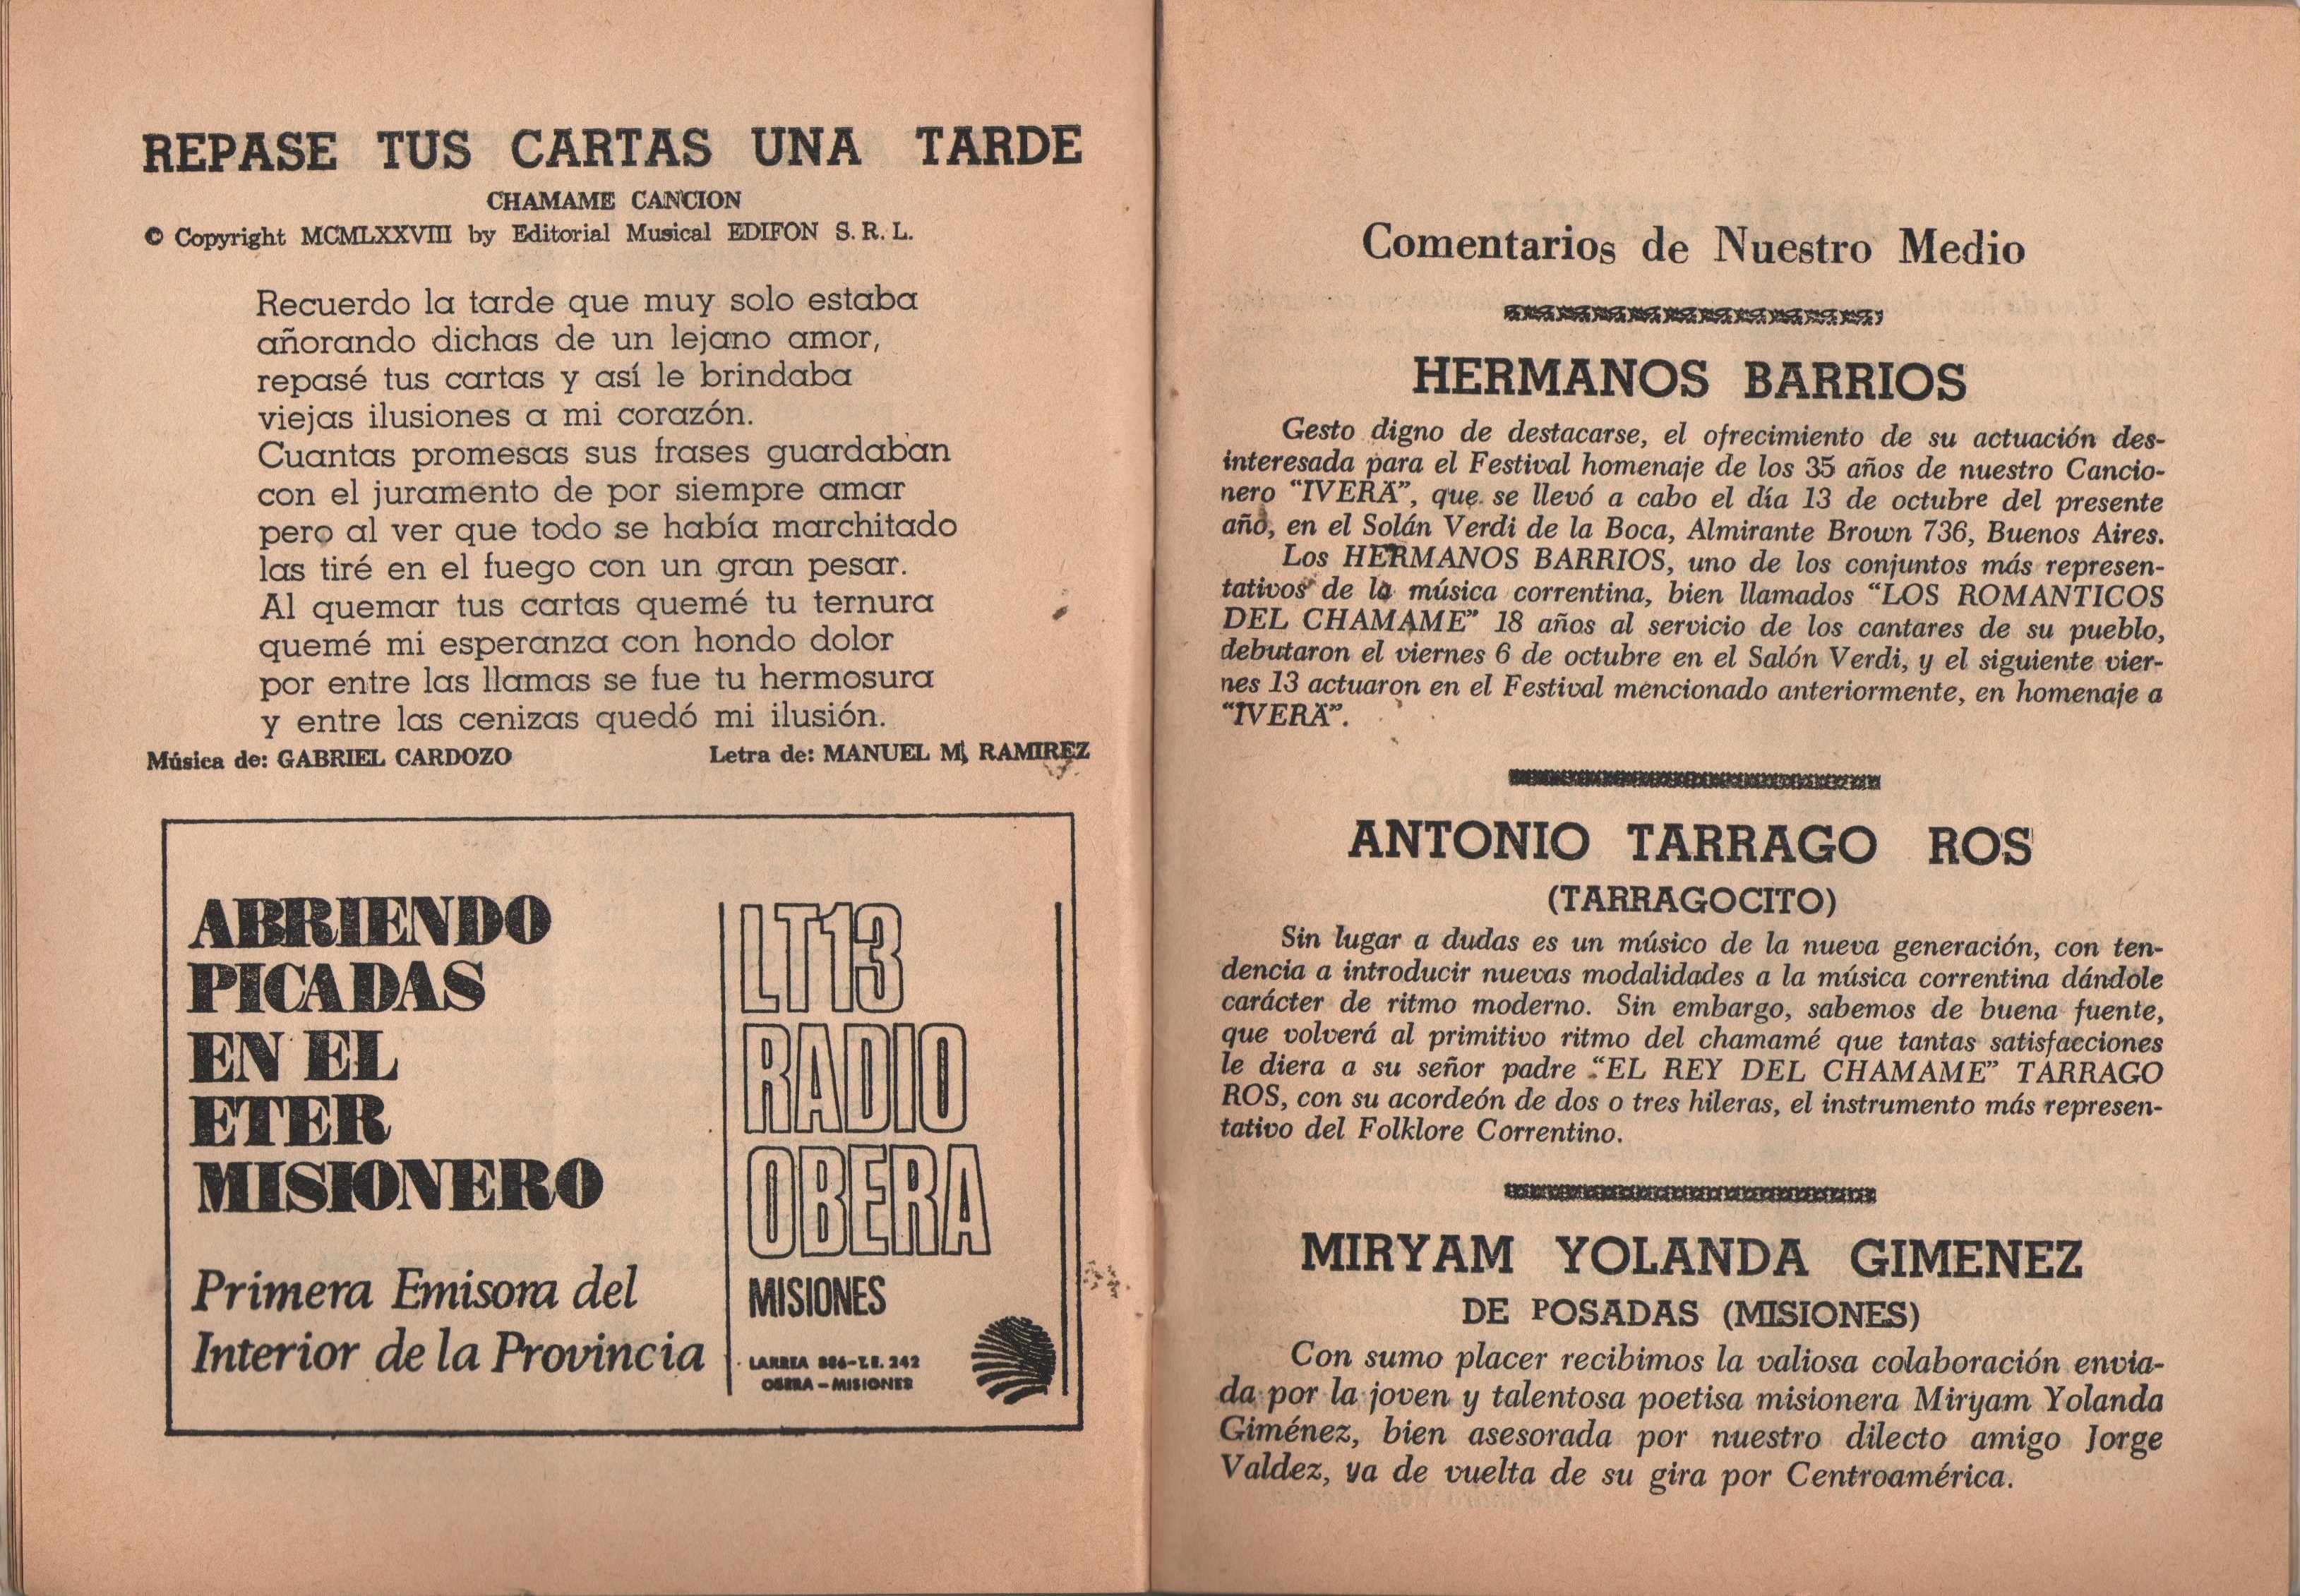 REPASE TUS CARTAS UNA TARDE
CHAMAME CANCION
© Copyright MCMLXXVIII by Editorial Musical EDIFON S. R. L.
Recuerdo la tarde que muy solo estaba
añorando dichas de un lejano amor,
repasé tus cartas y así le brindaba
viejas ilusiones a mi corazón.
Cuantas promesas sus frases guardaban
con el juramento de por siempre amar
pero al ver que todo se había marchitado
las tiré en el fuego con un gran pesar.
Al quemar tus cartas quemé tu ternura
quemé mi esperanza con hondo dolor
por entre las llamas se fue tu hermosura
y entre las cenizas quedó mi ilusión.
Música de: GABRIEL CARDOZO Letra de: MANUEL M. RAMIREZ
ABRIENDO
PICADAS
EN EL
ETER
MISIONERO
Primera Emisora del
Interior de la Provincia
LT13
RADIO
OBERA
MISIONES
LARREA 886-T.E. 242
OBERA - MISIONES
Comentarios de Nuestro Medio
HERMANOS BARRIOS
Gesto digno de destacarse, el ofrecimiento de su actuación des-
interesada para el Festival homenaje de los 35 años de nuestro Cancio-
nero "IVERÄ", que se llevó a cabo el día 13 de octubre del presente
año, en el Solán Verdi de la Boca, Almirante Brown 736, Buenos Aires.
Los HERMANOS BARRIOS, uno de los conjuntos más represen-
tativos de la música correntina, bien llamados "LOS ROMANTICOS
DEL CHAMAME" 18 años al servicio de los cantares de su pueblo,
debutaron el viernes 6 de octubre en el Salón Verdi, y el siguiente vier-
nes 13 actuaron en el Festival mencionado anteriormente, en homenaje a
"IVERÄ".
ANTONIO TARRAGO ROS
(TARRAGOCITO)
Sin lugar a dudas es un músico de la nueva generación, con ten-
dencia a introducir nuevas modalidades a la música correntina dándole
carácter de ritmo moderno. Sin embargo, sabemos de buena fuente,
que volverá al primitivo ritmo del chamamé que tantas satisfacciones
le diera a su señor padre "EL REY DEL CHAMAME" TARRAGO
ROS, con su acordeón de dos o tres hileras, el instrumento más represen-
tativo del Folklore Correntino.
MIRYAM YOLANDA GIMENEZ
DE POSADAS (MISIONES)
Con sumo placer recibimos la valiosa colaboración envia-
da por la joven y talentosa poetisa misionera Miryam Yolanda
Giménez, bien asesorada por nuestro dilecto amigo Jorge
Valdez, ya de vuelta de su gira por Centroamérica.